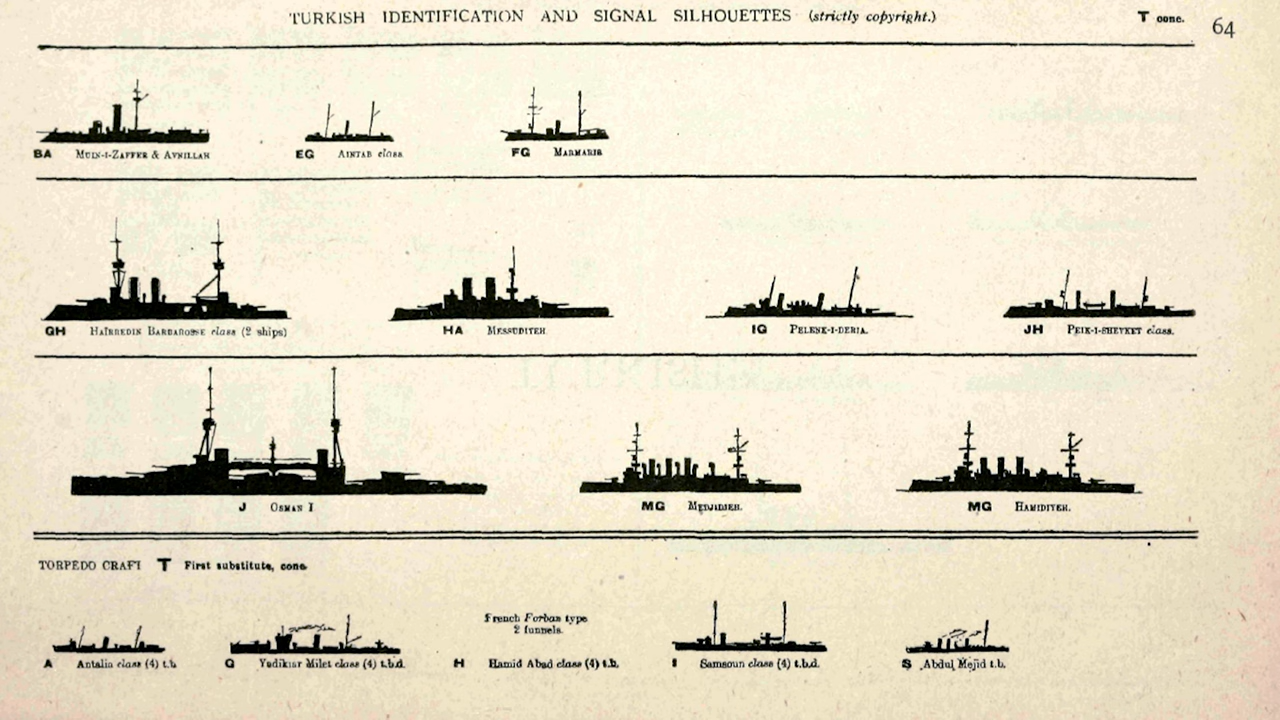 TURKISH IDENTIFICATION AND SIGNAL SILHOUETTES (strictly copyright.)
T cone.
64
BA MUIN-I-ZAFFER & AVNILLAH
EG AINTAB class
FG MARMARIS
GH HAÏRREDIN BARBAROSSE class (2 ships)
HA MESSUDIYEH.
IG PELENK-I-DERIA.
JH PEIK-I-SHEVKET class.
J OSMAN I
MG MEDJIDIEH.
MG HAMIDIYEH.
TORPEDO CRAFT T First substitute, cone
French Forban type
2 funnels.
A Antalia class (4) t.b.
G Yadikiar Milet class (4) t.b.d.
H Hamid Abad class (4) t.b.
I Samsoun class (4) t.b.d.
S Abdul Mejid t.b.